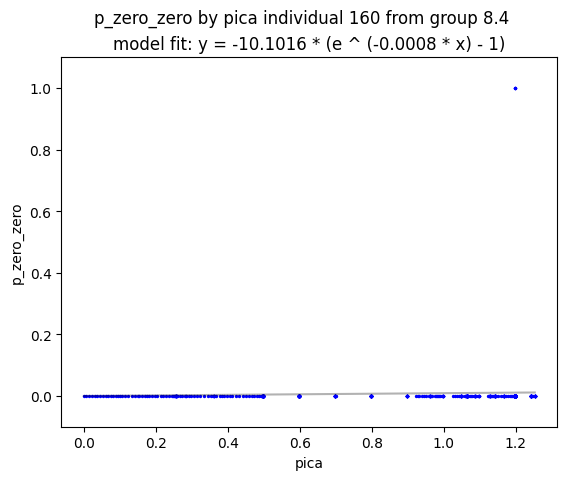 p_zero_zero by pica individual 160 from group 8.4
model fit: y = -10.1016 * (e ^ (-0.0008 * x) - 1)
1.0
0.8
0.6
0.4
0.2
0.0
p_zero_zero
0.0 0.2 0.4 0.6 0.8 1.0 1.2
pica